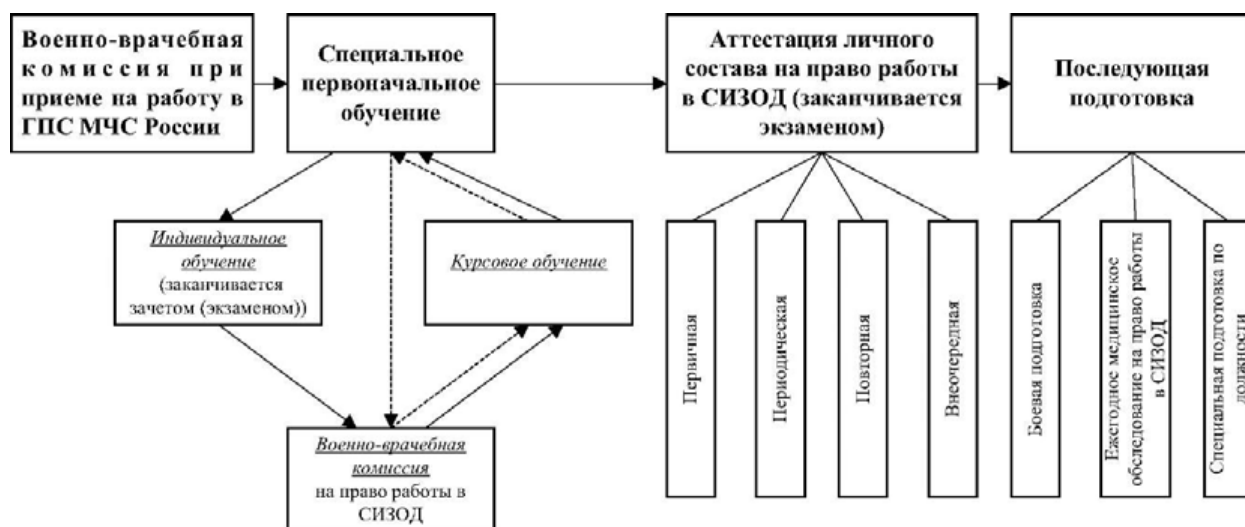 Военно-врачебная
комиссия при
приеме на работу в
ГПС МЧС России
Специальное
первоначальное
обучение
Аттестация личного
состава на право работы
в СИЗОД (заканчивается
экзаменом)
Последующая
подготовка
Индивидуальное
обучение
(заканчивается
зачетом (экзаменом))
Курсовое обучение
Военно-врачебная
комиссия
на право работы в
СИЗОД
Первичная
Периодическая
Повторная
Внеочередная
Боевая подготовка
Ежегодное медицинское
обследование на право работы
в СИЗОД
Специальная подготовка по
должности